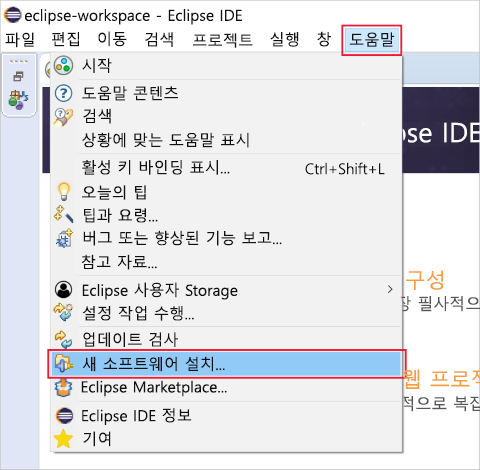 eclipse-workspace - Eclipse IDE
파일 편집 이동 검색 프로젝트 실행 창 도움말
시작
도움말 콘텐츠
검색
상황에 맞는 도움말 표시
활성 키 바인딩 표시... Ctrl+Shift+L
오늘의 팁
팁과 요령...
버그 또는 향상된 기능 보고...
참고 자료...
Eclipse 사용자 Storage
설정 작업 수행...
업데이트 검사
새 소프트웨어 설치...
Eclipse Marketplace...
Eclipse IDE 정보
기여
lipse IDE
구성
장 필사적으
웹 프로젝
적으로 복잡